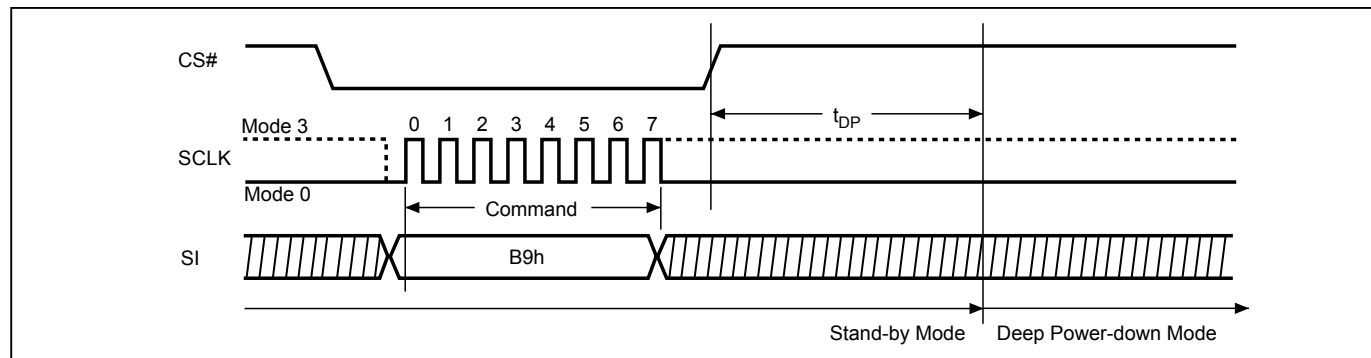 CS#
Mode 3
0 1 2 3 4 5 6 7
tDP
SCLK
Mode 0
Command
SI
B9h
Stand-by Mode
Deep Power-down Mode